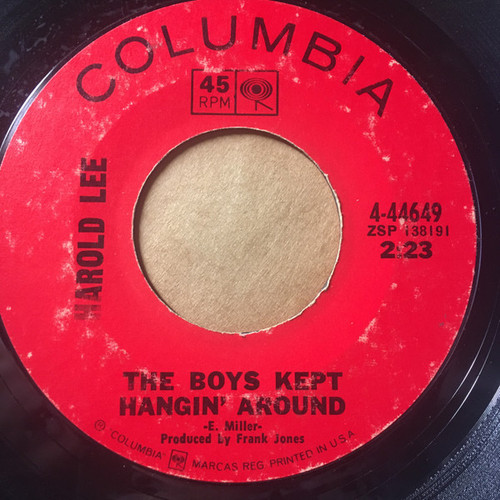 COLUMBIA
45
RPM
HAROLD LEE
4-44649
ZSP 138191
2:23
THE BOYS KEPT
HANGIN' AROUND
-E. Miller-
Produced by Frank Jones
℗ COLUMBIA MARCAS REG. PRINTED IN U.S.A.